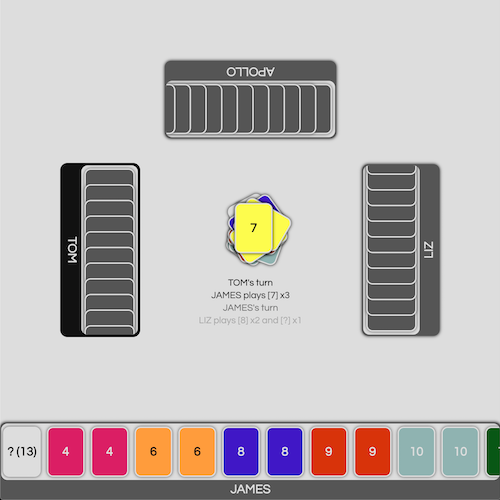 APOLLO
TOM
LIZ
7
TOM's turn
JAMES plays [7] x3
JAMES's turn
LIZ plays [8] x2 and [?] x1
? (13) 4 4 6 6 8 8 9 9 10 10
JAMES